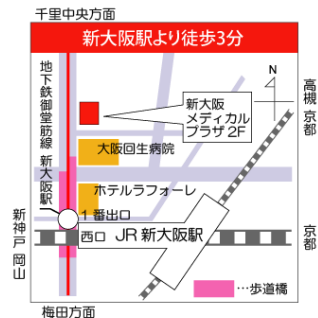 千里中央方面
新大阪駅より徒歩3分
地下鉄御堂筋線 新大阪駅
N
高槻 京都
新大阪
メディカル
プラザ2F
大阪回生病院
ホテルラフォーレ
1番出口
西口 JR 新大阪駅
新神戸 岡山
京都
…歩道橋
梅田方面